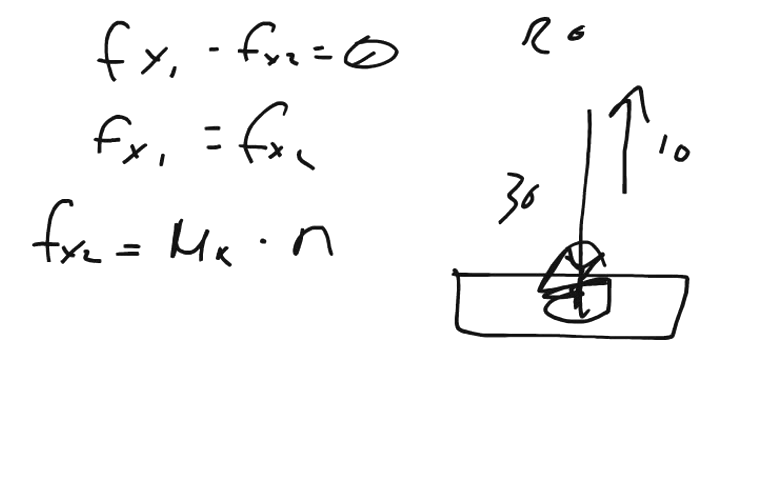 fx₁ - fx₂ = 0
fx₁ = fx₂
fx₂ = μₖ · n
10
30